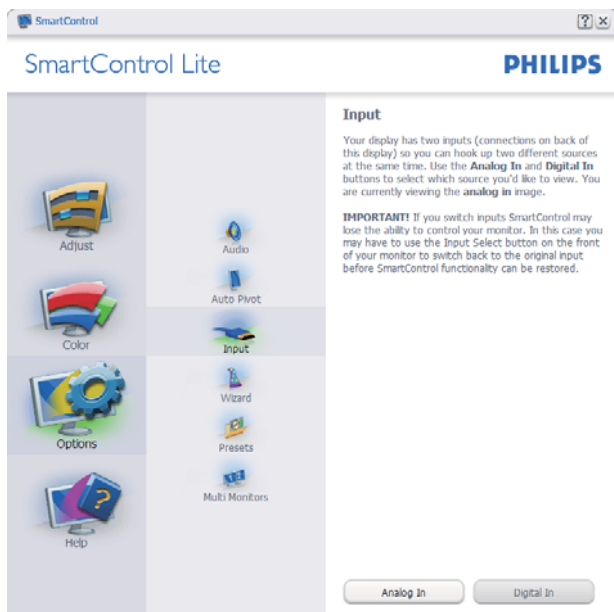 SmartControl
SmartControl Lite
PHILIPS
Adjust
Color
Options
Help
Audio
Auto Pivot
Input
Wizard
Presets
Multi Monitors
Input
Your display has two inputs (connections on back of
this display) so you can hook up two different sources
at the same time. Use the Analog In and Digital In
buttons to select which source you'd like to view. You
are currently viewing the analog in image.
IMPORTANT! If you switch inputs SmartControl may
lose the ability to control your monitor. In this case you
may have to use the Input Select button on the front
of your monitor to switch back to the original input
before SmartControl functionality can be restored.
Analog In
Digital In